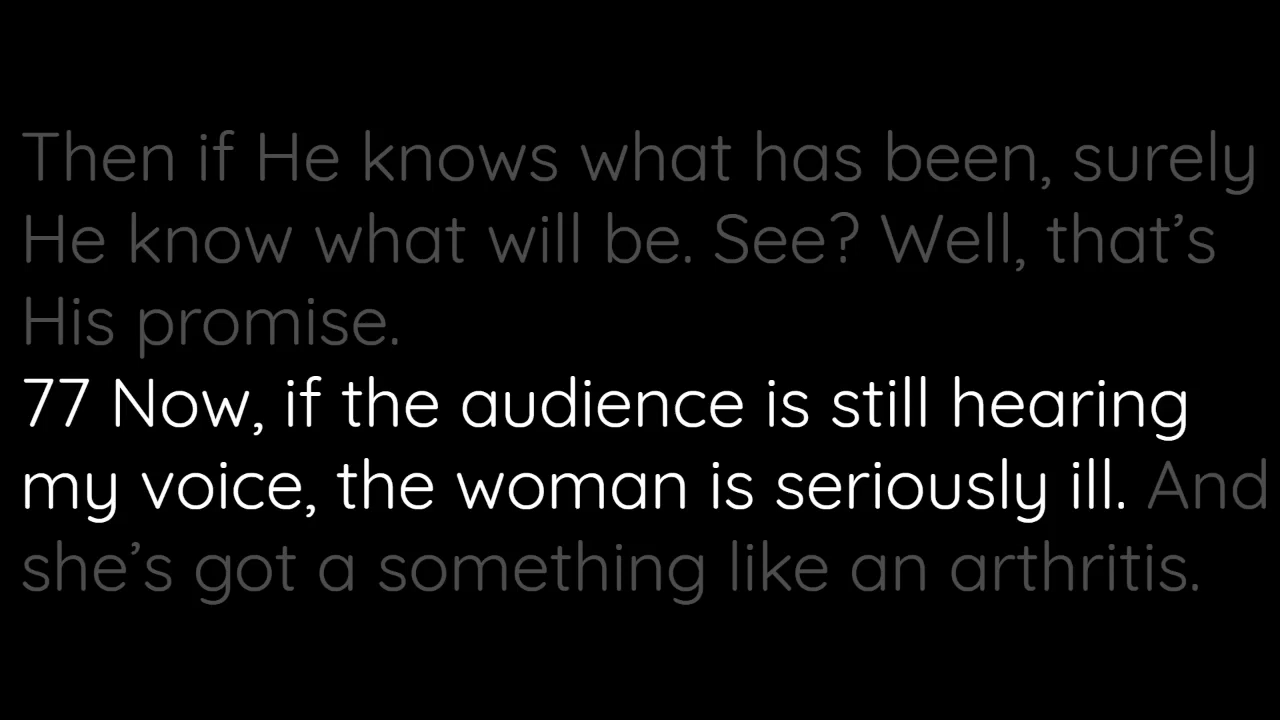 Then if He knows what has been, surely
He know what will be. See? Well, that’s
His promise.
77 Now, if the audience is still hearing
my voice, the woman is seriously ill. And
she’s got a something like an arthritis.